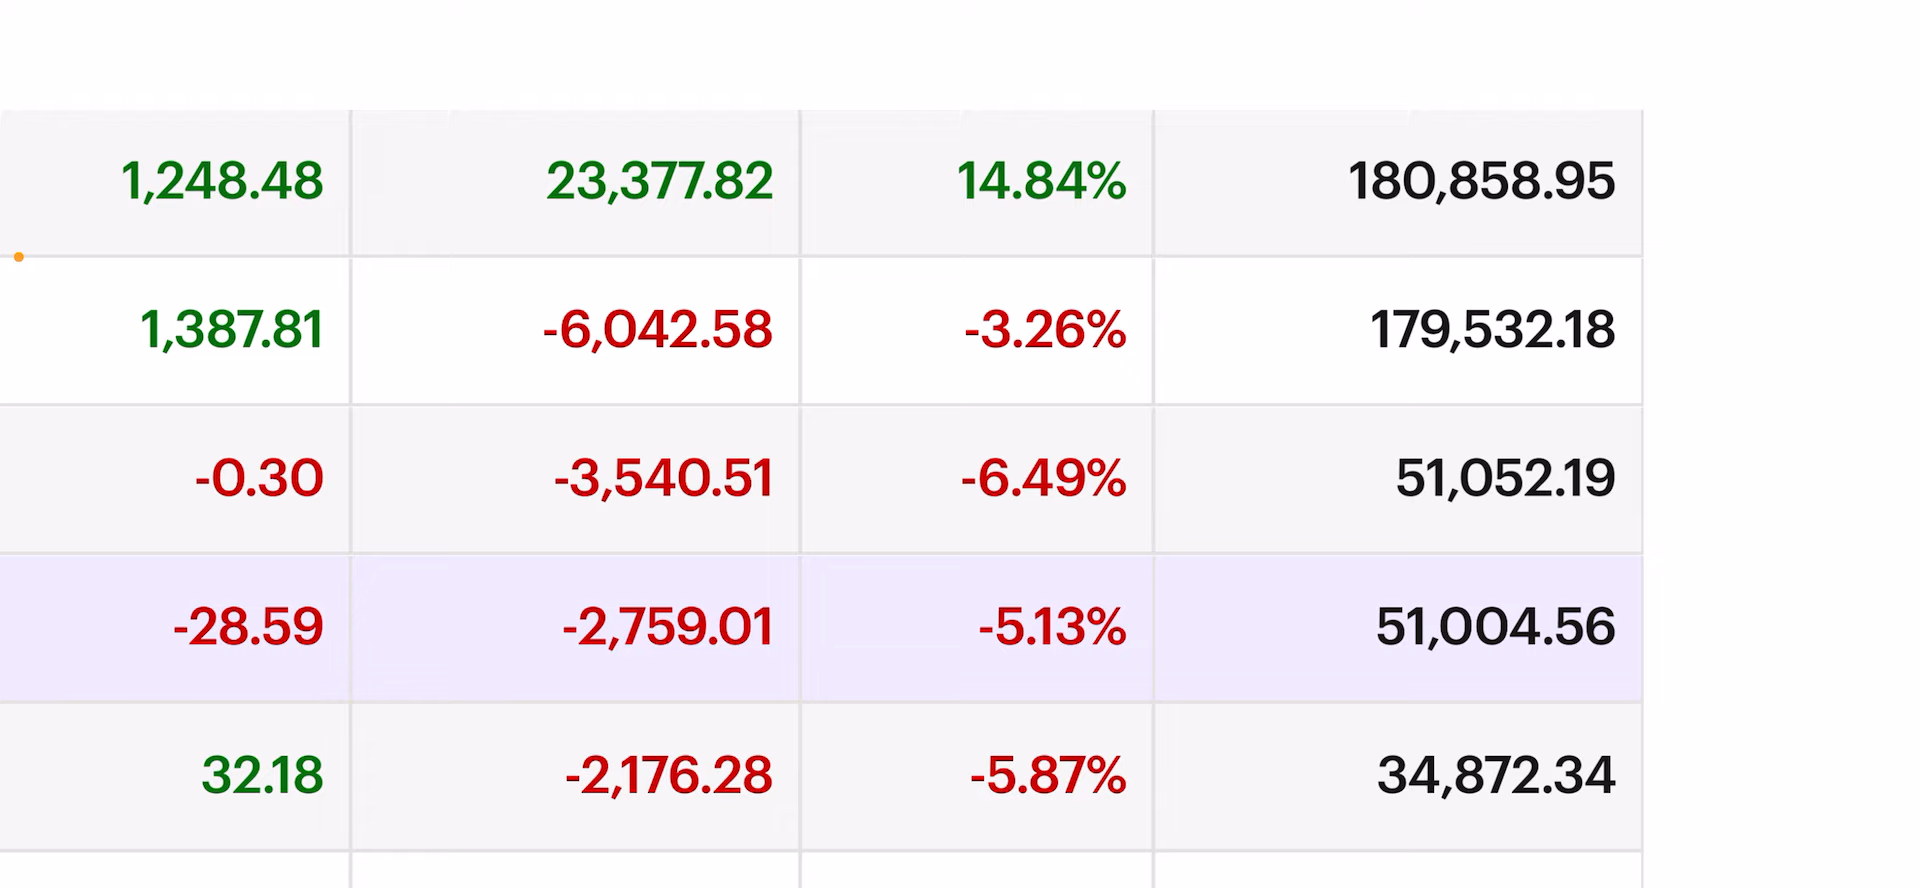 1,248.48 23,377.82 14.84% 180,858.95
1,387.81 -6,042.58 -3.26% 179,532.18
-0.30 -3,540.51 -6.49% 51,052.19
-28.59 -2,759.01 -5.13% 51,004.56
32.18 -2,176.28 -5.87% 34,872.34